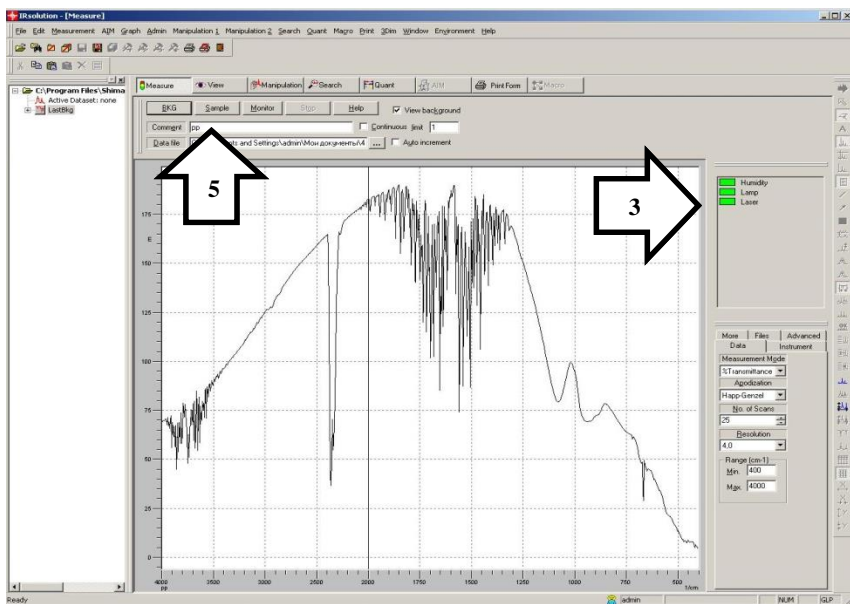 IRsolution - [Measure]
File Edit Measurement AIM Graph Admin Manipulation 1 Manipulation 2 Search Quant Macro Print 3Dim Window Environment Help
C:\Program Files\Shima
Active Dataset: none
LastBkg
Measure View Manipulation Search Quant AIM Print Form Macro
BKG Sample Monitor Stop Help View background
Comment pp Continuous limit 1
Data file and Settings\admin\Мои документы\4 ... Auto increment
5
3
Humidity
Lamp
Laser
175
150
125
100
75
50
25
0
4000 3500 3000 2500 2000 1750 1500 1250 1000 750 500
pp 1/cm
More Files Advanced
Data Instrument
Measurement Mode
%Transmittance
Apodization
Happ-Genzel
No. of Scans
25
Resolution
4,0
Range (cm-1)
Min. 400
Max. 4000
Ready admin NUM GLP